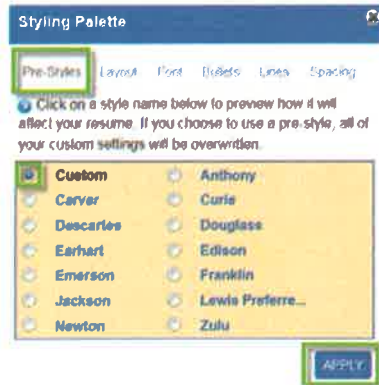 Styling Palette
Pre-Styles Layout Font Bullets Lines Spacing
Click on a style name below to preview how it will
affect your resume. If you choose to use a pre-style, all of
your custom settings will be overwritten.
Custom Anthony
Carver Curie
Descartes Douglass
Earhart Edison
Emerson Franklin
Jackson Lewis Preferre...
Newton Zulu
APPLY